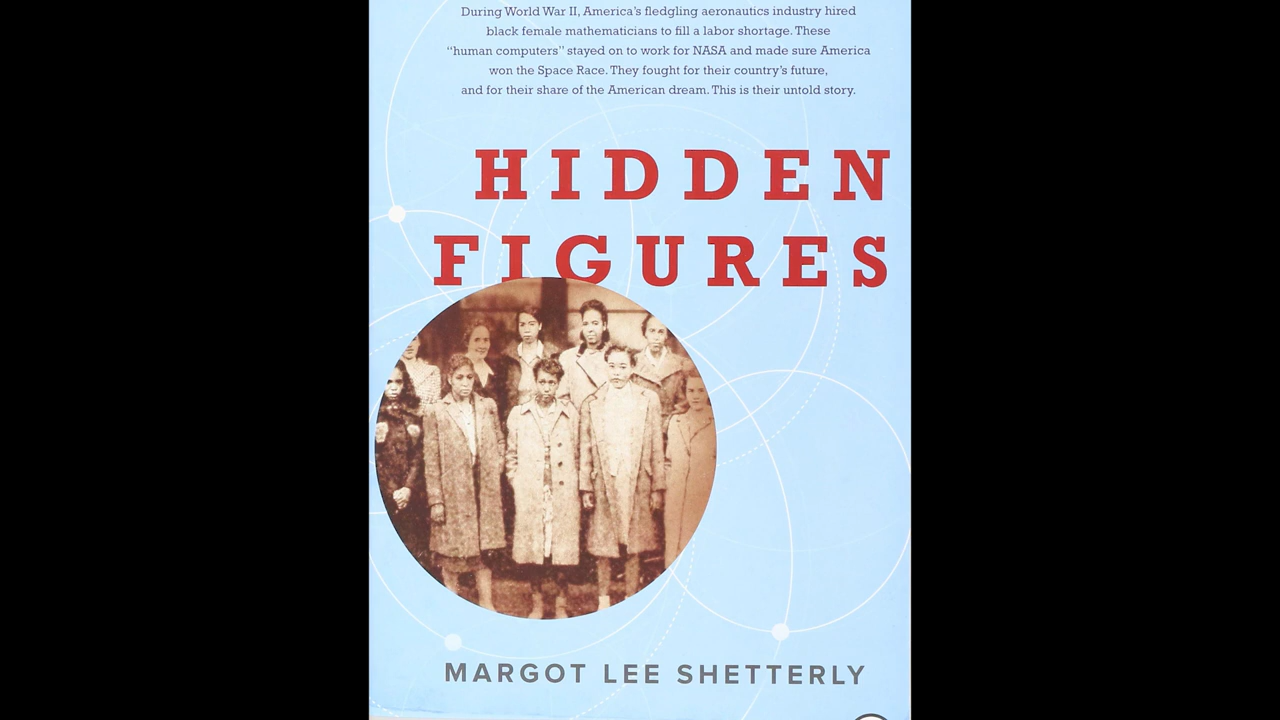 During World War II, America's fledgling aeronautics industry hired
black female mathematicians to fill a labor shortage. These
“human computers” stayed on to work for NASA and made sure America
won the Space Race. They fought for their country's future,
and for their share of the American dream. This is their untold story.
HIDDEN
FIGURES
MARGOT LEE SHETTERLY